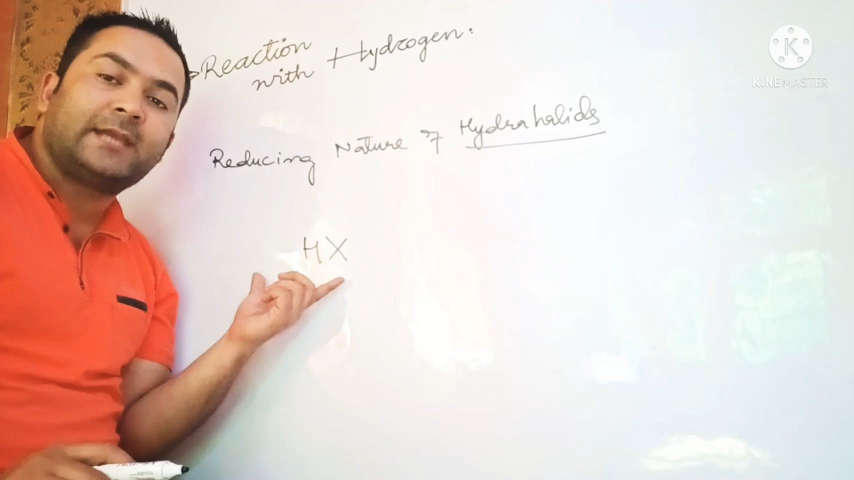 Reaction
with Hydrogen:
Reducing Nature of Hydrahalids
HX
K
KINEMASTER